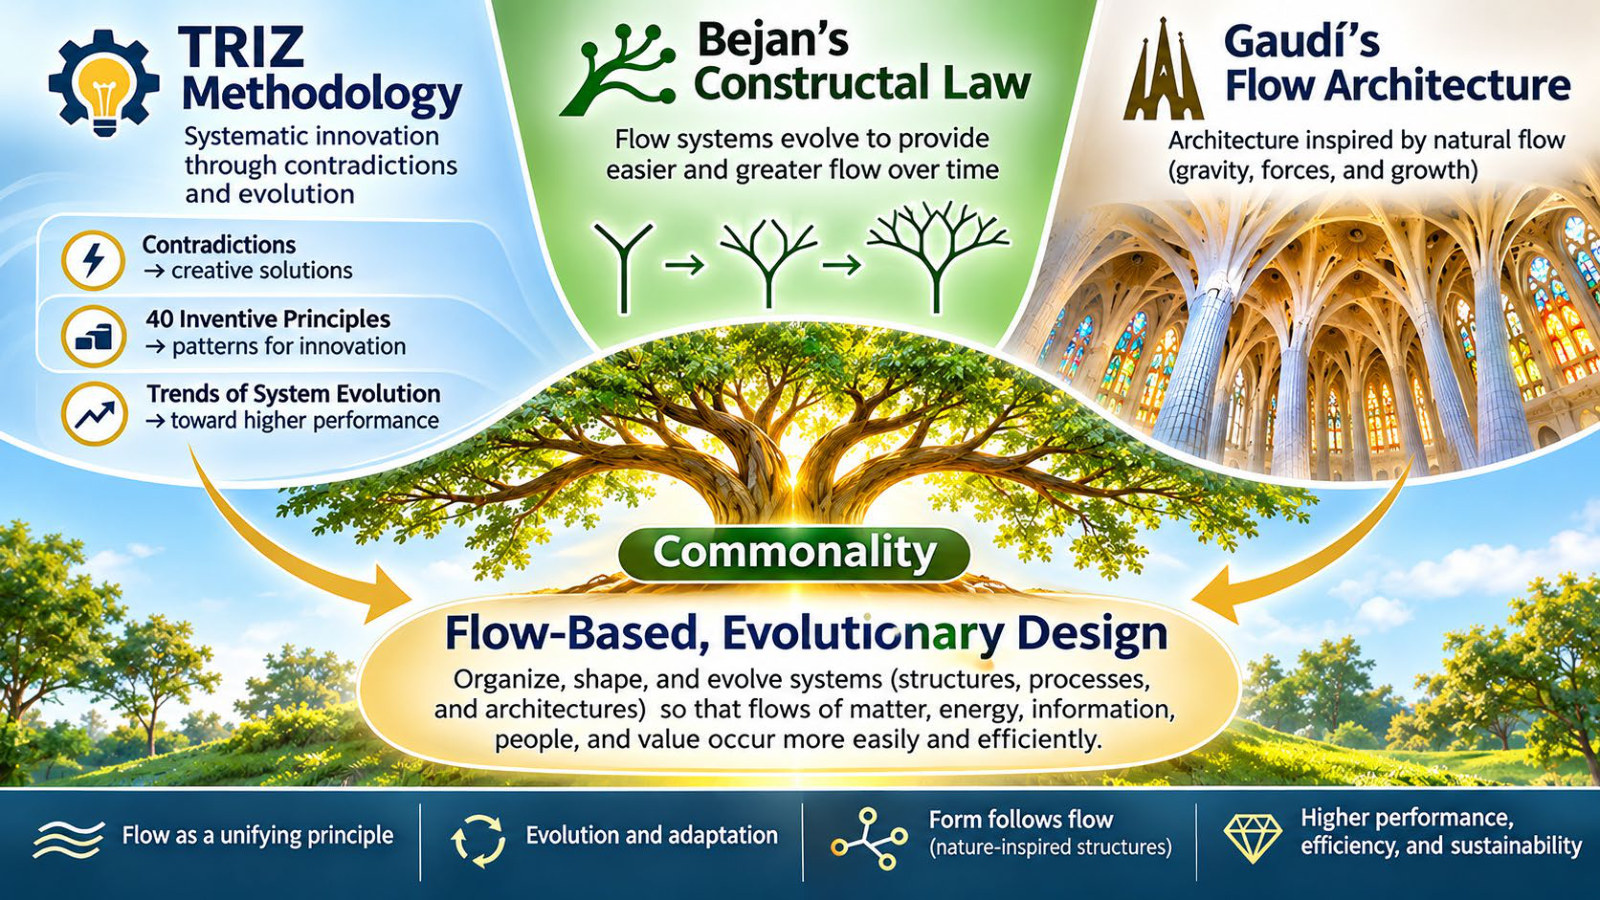 TRIZ
Methodology
Systematic innovation
through contradictions
and evolution
Contradictions
→ creative solutions
40 Inventive Principles
→ patterns for innovation
Trends of System Evolution
→ toward higher performance
Bejan's
Constructal Law
Flow systems evolve to provide
easier and greater flow over time
Gaudí's
Flow Architecture
Architecture inspired by natural flow
(gravity, forces, and growth)
Commonality
Flow-Based, Evolutionary Design
Organize, shape, and evolve systems (structures, processes,
and architectures) so that flows of matter, energy, information,
people, and value occur more easily and efficiently.
Flow as a unifying principle
Evolution and adaptation
Form follows flow
(nature-inspired structures)
Higher performance,
efficiency, and sustainability